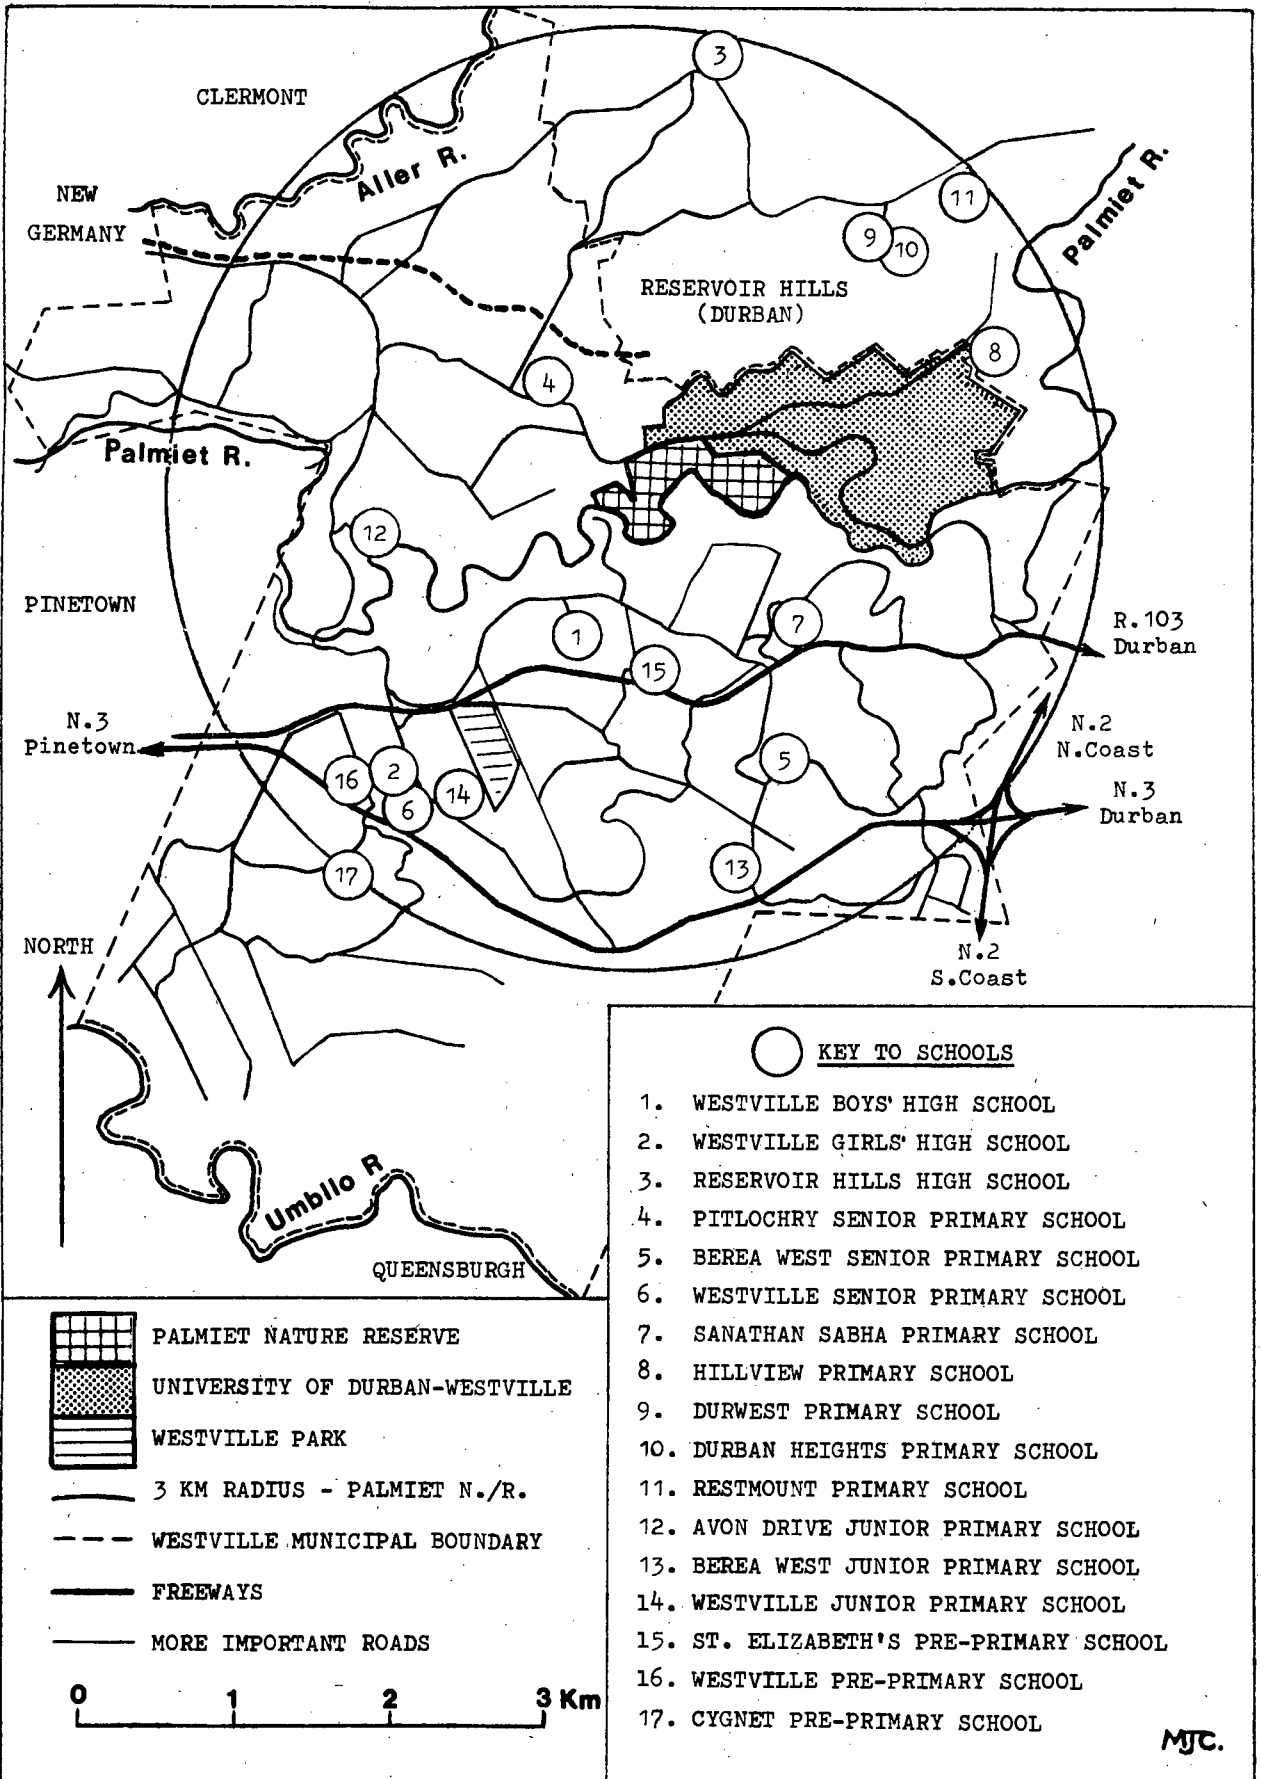 3
CLERMONT
Aller R.
Palmiet R.
NEW
GERMANY
11
9
10
RESERVOIR HILLS
(DURBAN)
8
4
Palmiet R.
12
PINETOWN
1
7
R.103
Durban
15
N.3
Pinetown
N.2
N.Coast
5
16
2
14
6
N.3
Durban
13
17
NORTH
N.2
S.Coast
Umbilo R
QUEENSBURGH
KEY TO SCHOOLS
1. WESTVILLE BOYS' HIGH SCHOOL
2. WESTVILLE GIRLS' HIGH SCHOOL
3. RESERVOIR HILLS HIGH SCHOOL
4. PITLOCHRY SENIOR PRIMARY SCHOOL
5. BEREA WEST SENIOR PRIMARY SCHOOL
6. WESTVILLE SENIOR PRIMARY SCHOOL
7. SANATHAN SABHA PRIMARY SCHOOL
8. HILLVIEW PRIMARY SCHOOL
9. DURWEST PRIMARY SCHOOL
10. DURBAN HEIGHTS PRIMARY SCHOOL
11. RESTMOUNT PRIMARY SCHOOL
12. AVON DRIVE JUNIOR PRIMARY SCHOOL
13. BEREA WEST JUNIOR PRIMARY SCHOOL
14. WESTVILLE JUNIOR PRIMARY SCHOOL
15. ST. ELIZABETH'S PRE-PRIMARY SCHOOL
16. WESTVILLE PRE-PRIMARY SCHOOL
17. CYGNET PRE-PRIMARY SCHOOL
MJC.
PALMIET NATURE RESERVE
UNIVERSITY OF DURBAN-WESTVILLE
WESTVILLE PARK
3 KM RADIUS - PALMIET N./R.
WESTVILLE MUNICIPAL BOUNDARY
FREEWAYS
MORE IMPORTANT ROADS
0 1 2 3 Km